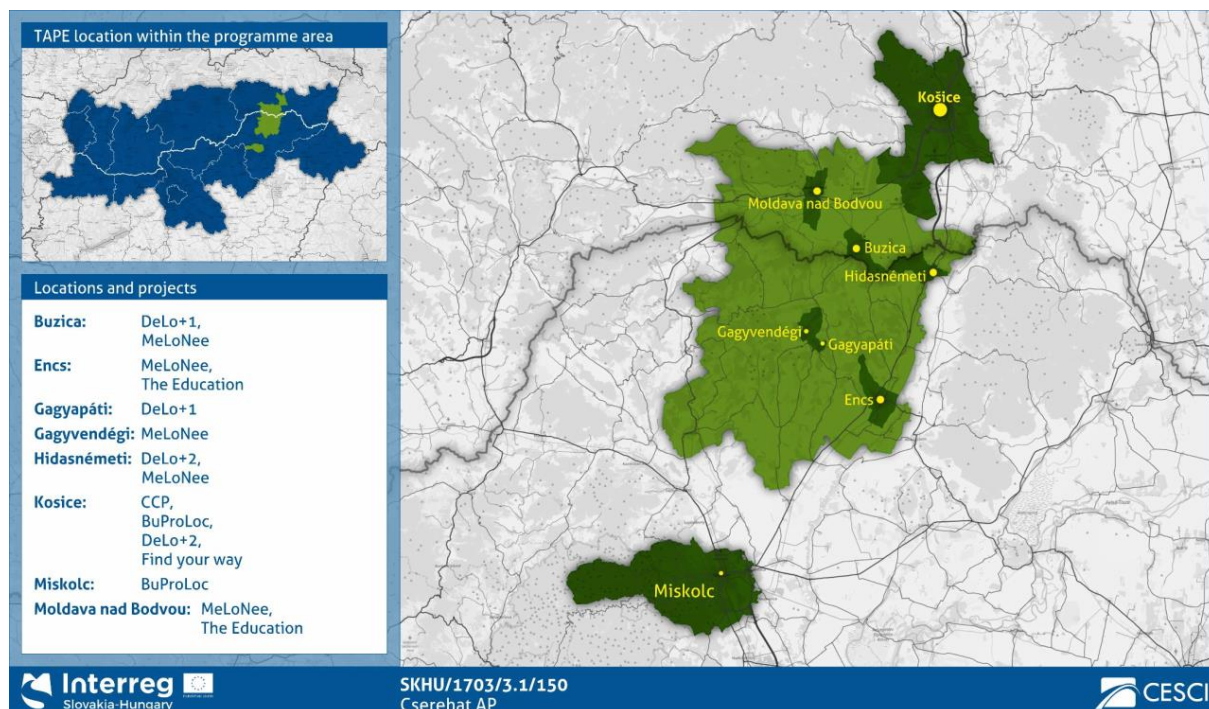 TAPE location within the programme area
Locations and projects
Buzica: DeLo+1,
MeLoNee
Encs: MeLoNee,
The Education
Gagyapáti: DeLo+1
Gagyvendégi: MeLoNee
Hidasnémeti: DeLo+2,
MeLoNee
Kosice: CCP,
BuProLoc,
DeLo+2,
Find your way
Miskolc: BuProLoc
Moldava nad Bodvou: MeLoNee,
The Education
Košice
Moldava nad Bodvou
Buzica
Hidasnémeti
Gagyvendégi
Gagyapáti
Encs
Miskolc
Interreg
Slovakia-Hungary
SKHU/1703/3.1/150
Cserehat AP
CESCI